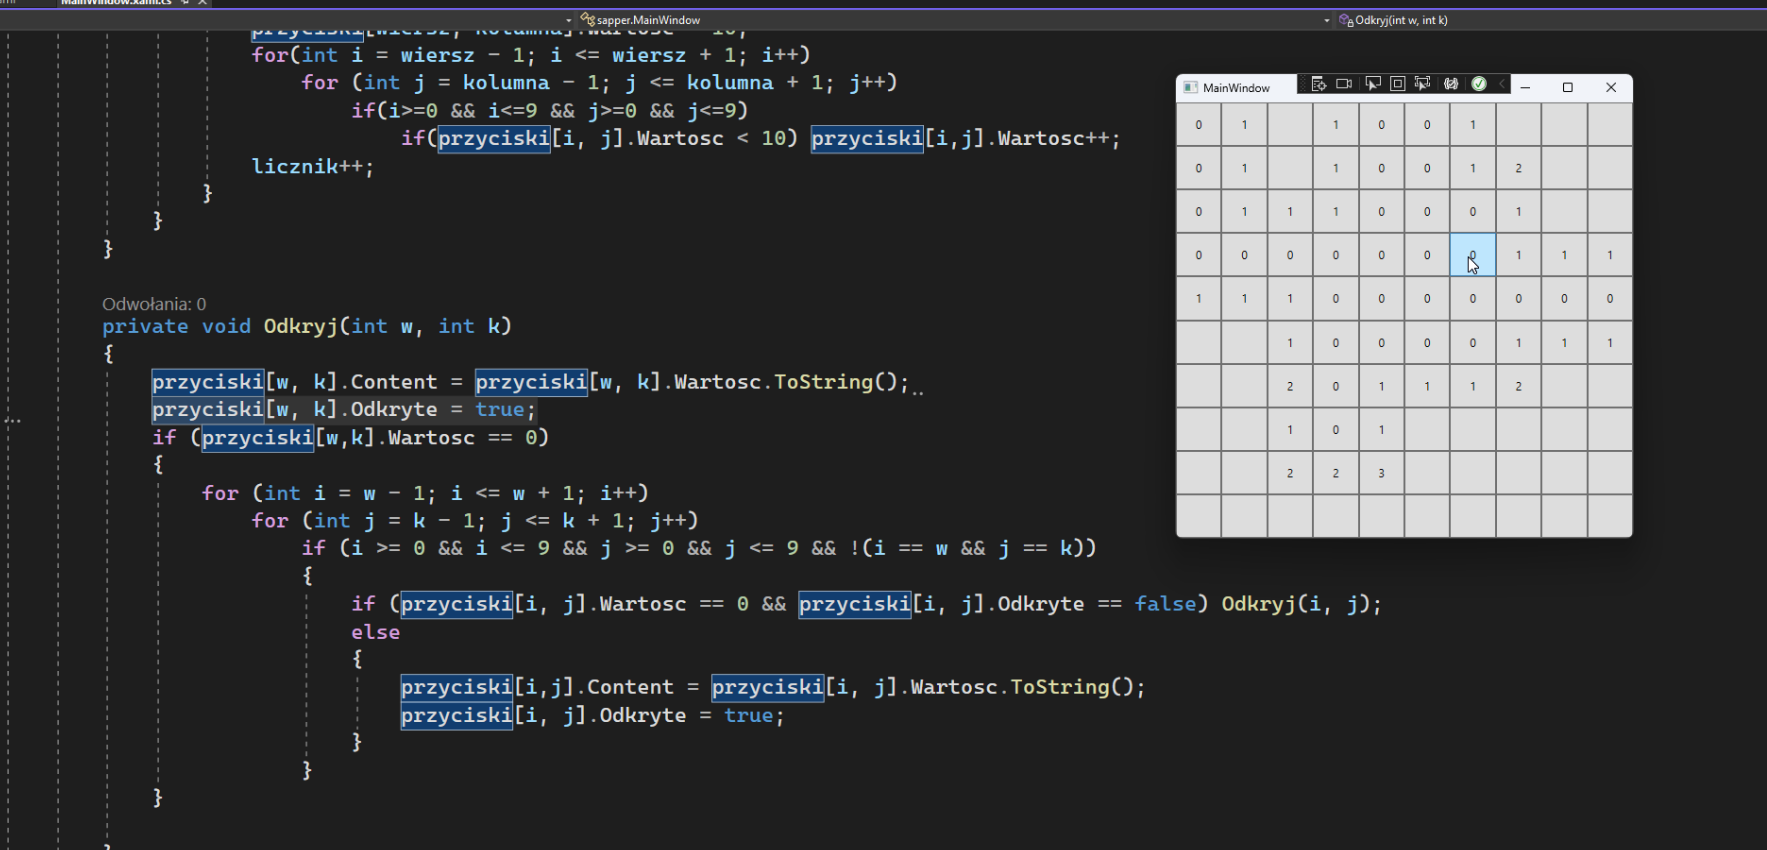 MainWindow.xaml.cs
sapper.MainWindow
Odkryj(int w, int k)
przyciski[wiersz, kolumna].Wartosc = 10;
for(int i = wiersz - 1; i <= wiersz + 1; i++)
for (int j = kolumna - 1; j <= kolumna + 1; j++)
if(i>=0 && i<=9 && j>=0 && j<=9)
if(przyciski[i, j].Wartosc < 10) przyciski[i,j].Wartosc++;
licznik++;
}
}
}
Odwołania: 0
private void Odkryj(int w, int k)
{
przyciski[w, k].Content = przyciski[w, k].Wartosc.ToString();
przyciski[w, k].Odkryte = true;
if (przyciski[w,k].Wartosc == 0)
{
for (int i = w - 1; i <= w + 1; i++)
for (int j = k - 1; j <= k + 1; j++)
if (i >= 0 && i <= 9 && j >= 0 && j <= 9 && !(i == w && j == k))
{
if (przyciski[i, j].Wartosc == 0 && przyciski[i, j].Odkryte == false) Odkryj(i, j);
else
{
przyciski[i,j].Content = przyciski[i, j].Wartosc.ToString();
przyciski[i, j].Odkryte = true;
}
}
}
}
...
MainWindow
0 1 1 0 0 1
0 1 1 0 0 1 2
0 1 1 1 0 0 0 1
0 0 0 0 0 0 0 1 1 1
1 1 1 0 0 0 0 0 0 0
1 0 0 0 0 1 1 1
2 0 1 1 1 2
1 0 1
2 2 3